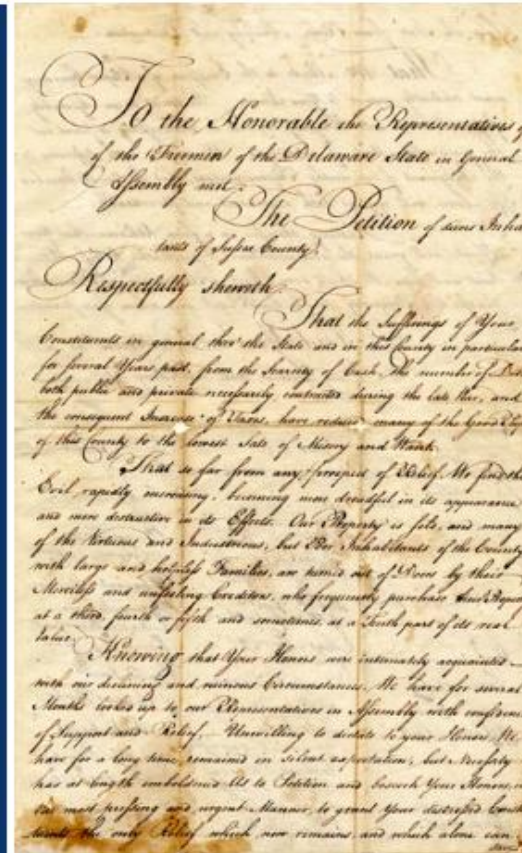 To the Honorable the Representatives
of the Freemen of the Delaware State in General
Assembly met.
The Petition of divers Inha
tants of Sussex County
Respectfully sheweth
That the Sufferings of Your
Constituents in general thro' the State and in this County in particular
for several Years past, from the Scarcity of Cash, the number of
both public and private necessarily contracted during the late War, and
the consequent Increase of Taxes, have reduced many of the Good
of this County to the lowest State of Misery and Want.
That so far from any prospect of Relief, We find the
Evil rapidly increasing, becoming more dreadful in its appearance
and more destructive in its Effects. Our Property is sold, and many
of the Virtuous and Industrious, but Poor Inhabitants of the County
with large and helpless Families, are turned out of Doors by their
Merciless and unfeeling Creditors, who frequently purchase their
at a third, fourth or fifth and sometimes at a Tenth part of its real
Value.
Knowing that Your Honors were intimately acquainted
with our declining and ruinous Circumstances, We have for several
Months looked up to our Representatives in Assembly with confidence
of Support and Relief. Unwilling to dictate to your Honors, We
have for a long time, remained in silent expectation, but Necessity
has at length emboldened Us to Petition and beseech Your Honors,
most pressing and urgent Manner, to grant Your distressed
the only Relief which now remains, and which alone can